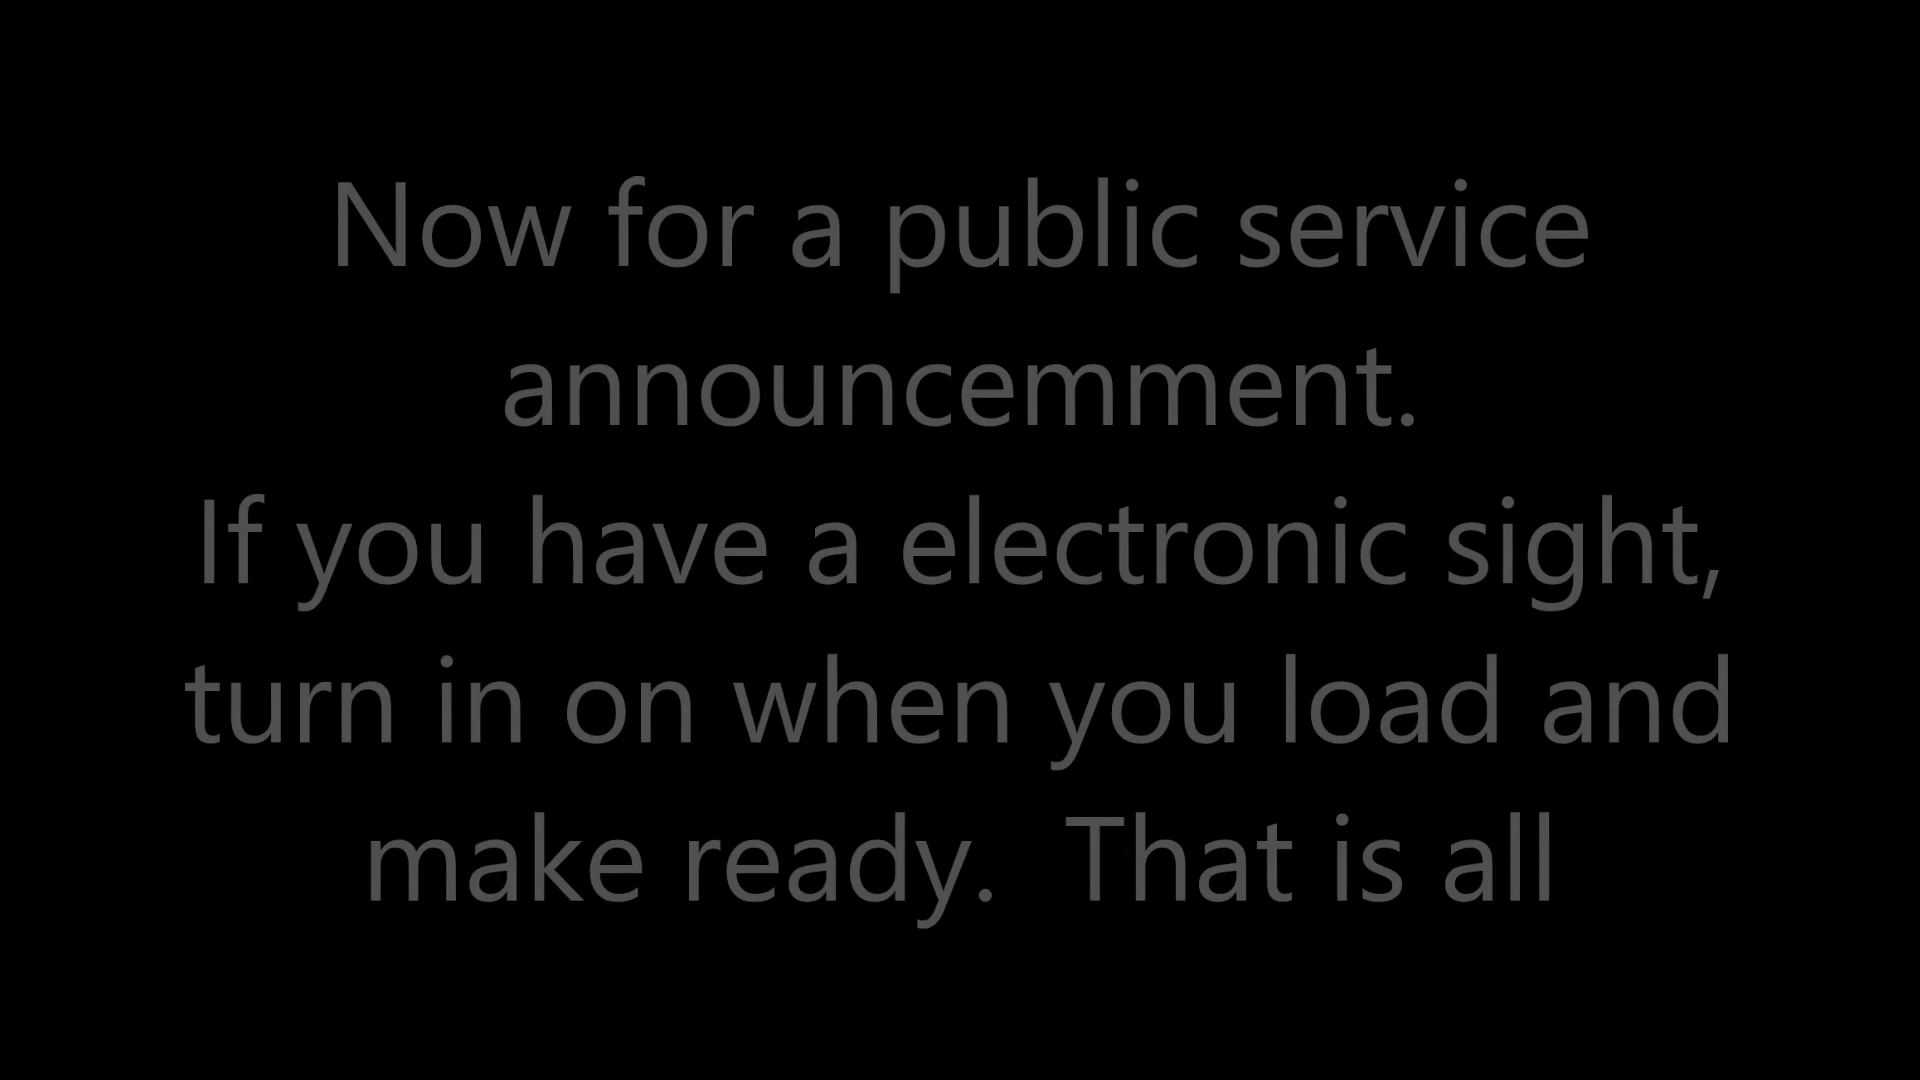 Now for a public service
announcemment.
If you have a electronic sight,
turn in on when you load and
make ready.  That is all